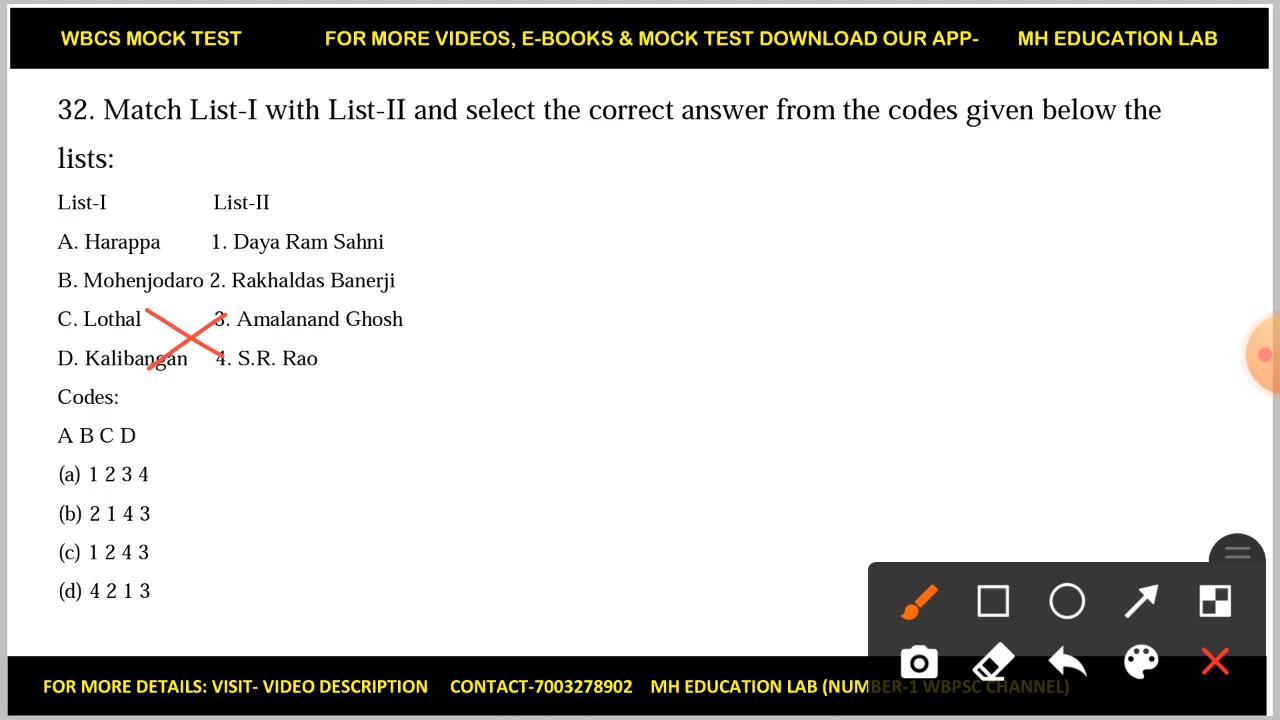 WBCS MOCK TEST FOR MORE VIDEOS, E-BOOKS & MOCK TEST DOWNLOAD OUR APP- MH EDUCATION LAB
32. Match List-I with List-II and select the correct answer from the codes given below the
lists:
List-I List-II
A. Harappa 1. Daya Ram Sahni
B. Mohenjodaro 2. Rakhaldas Banerji
C. Lothal 3. Amalanand Ghosh
D. Kalibangan 4. S.R. Rao
Codes:
A B C D
(a) 1 2 3 4
(b) 2 1 4 3
(c) 1 2 4 3
(d) 4 2 1 3
FOR MORE DETAILS: VISIT- VIDEO DESCRIPTION CONTACT-7003278902 MH EDUCATION LAB (NUMBER-1 WBPSC CHANNEL)